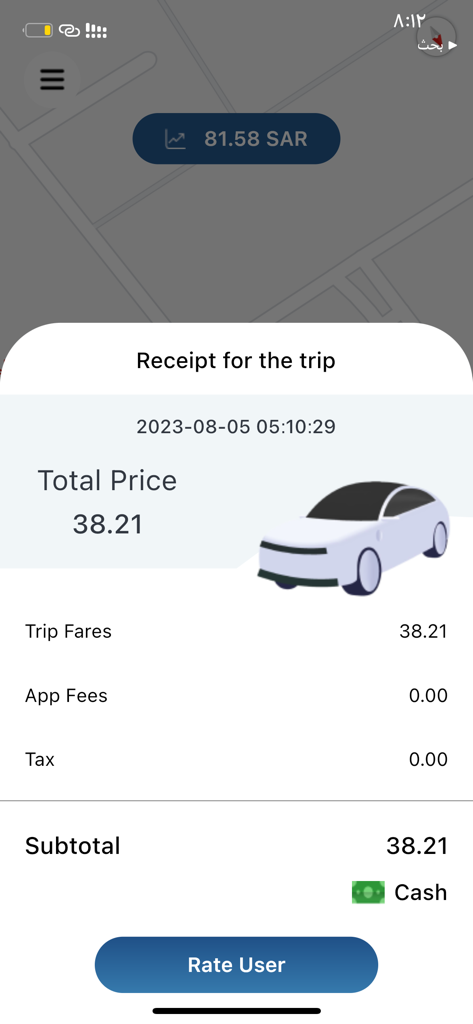 ٨:١٢
بحث ◀
81.58 SAR
Receipt for the trip
2023-08-05 05:10:29
Total Price
38.21
Trip Fares 38.21
App Fees 0.00
Tax 0.00
Subtotal 38.21
Cash
Rate User